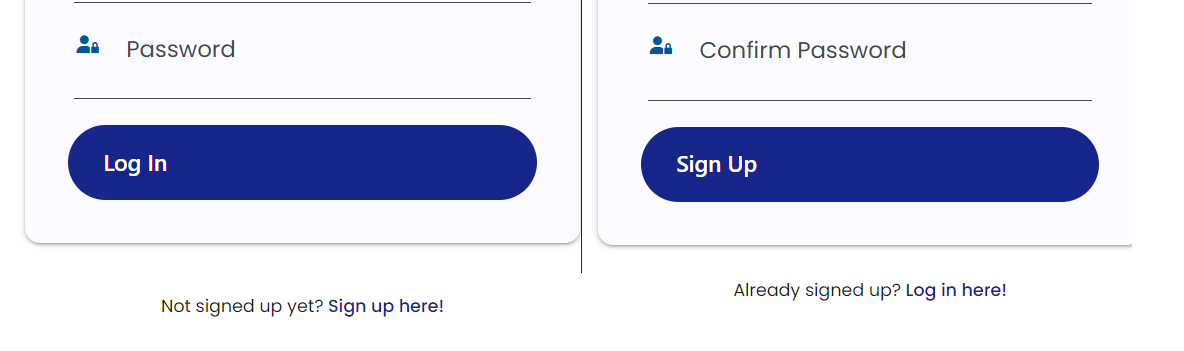 Password
Log In
Not signed up yet? Sign up here!
Confirm Password
Sign Up
Already signed up? Log in here!